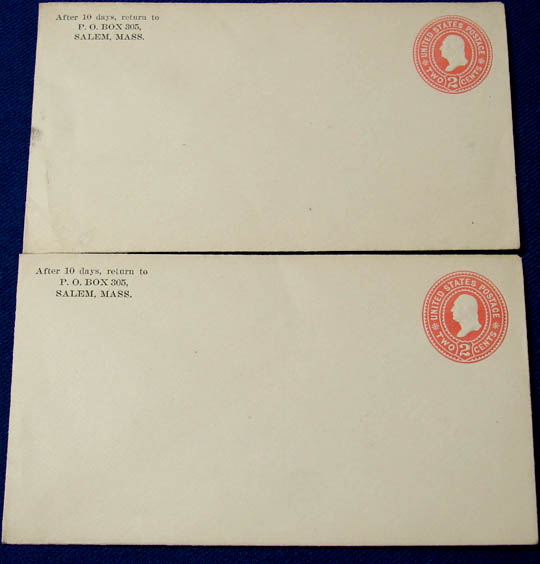 After 10 days, return to
P. O. BOX 305,
SALEM, MASS.
UNITED STATES POSTAGE
TWO 2 CENTS
After 10 days, return to
P. O. BOX 305,
SALEM, MASS.
UNITED STATES POSTAGE
TWO 2 CENTS